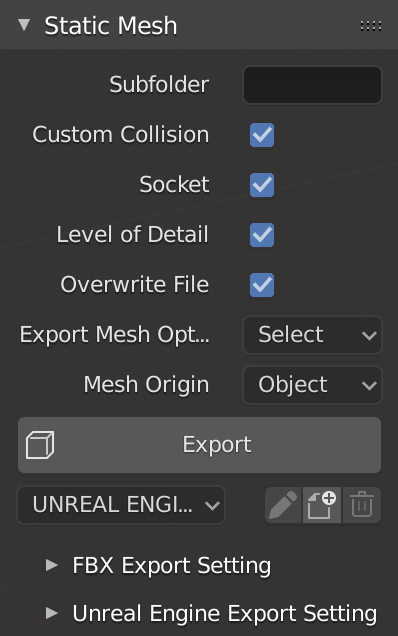 Static Mesh
Subfolder
Custom Collision
Socket
Level of Detail
Overwrite File
Export Mesh Opt... Select
Mesh Origin Object
Export
UNREAL ENGI...
FBX Export Setting
Unreal Engine Export Setting